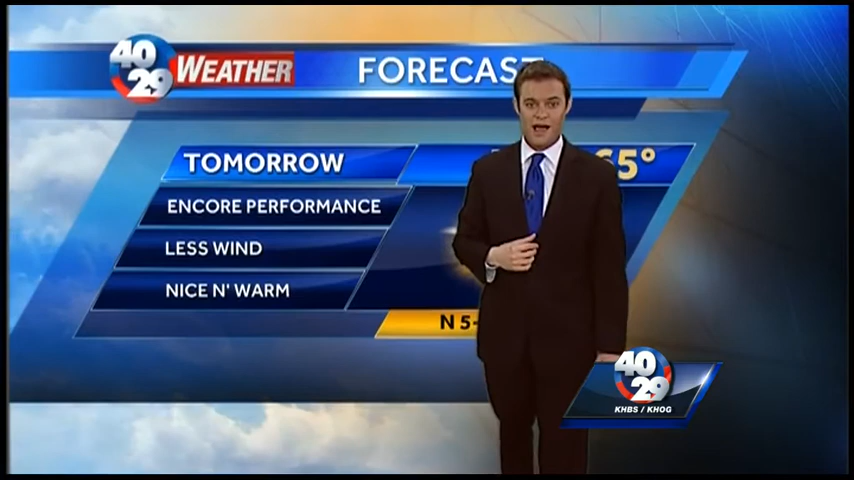 40
29
WEATHER
FORECAST
TOMORROW
65°
ENCORE PERFORMANCE
LESS WIND
NICE N' WARM
N 5-
40
29
KHBS / KHOG